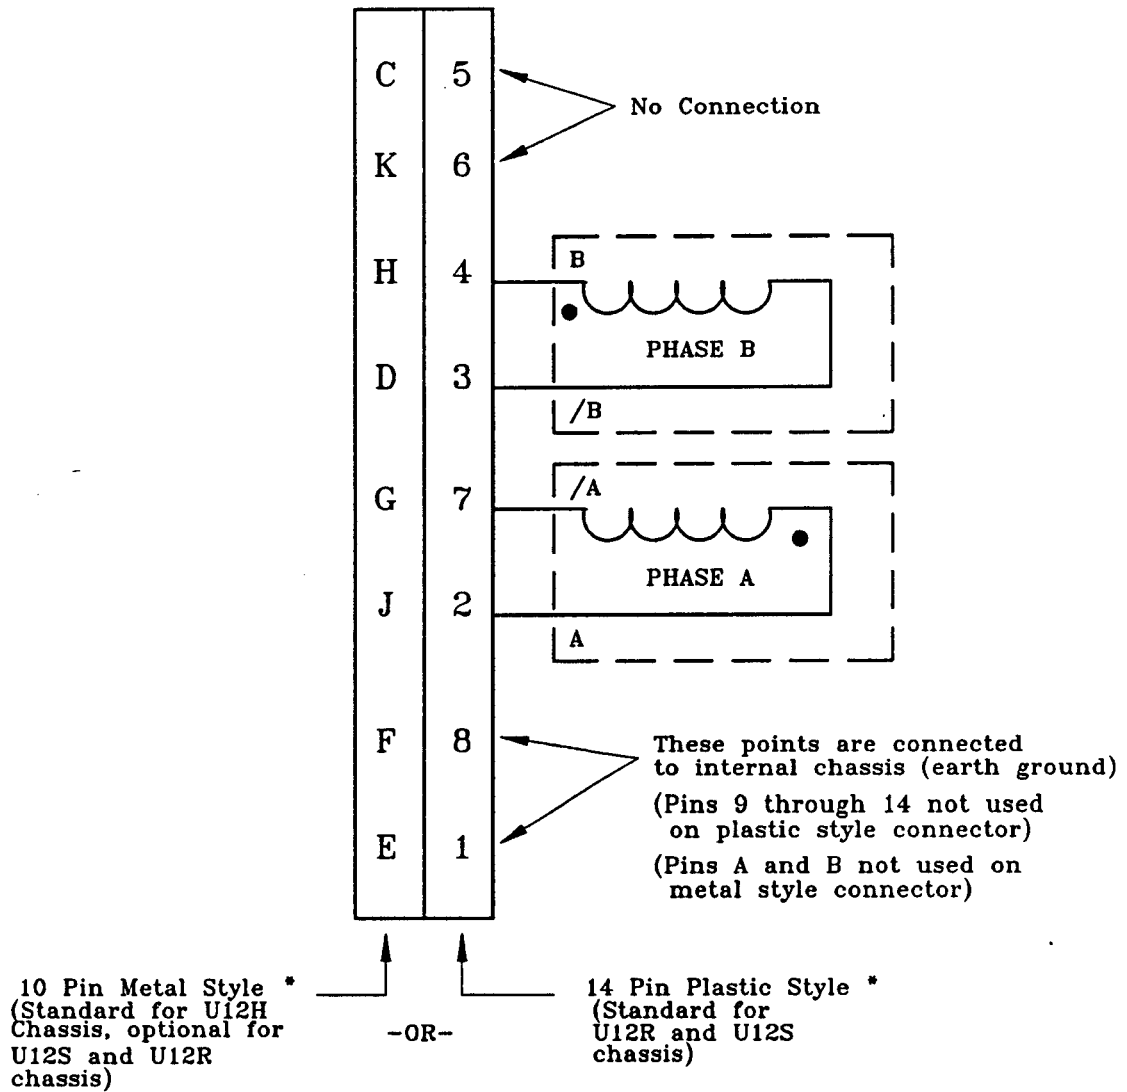 C 5
No Connection
K 6
B
H 4
PHASE B
D 3
/B
/A
G 7
PHASE A
J 2
A
F 8
These points are connected
to internal chassis (earth ground)
(Pins 9 through 14 not used
on plastic style connector)
E 1
(Pins A and B not used on
metal style connector)
10 Pin Metal Style *
(Standard for U12H
Chassis, optional for
U12S and U12R
chassis)
-OR-
14 Pin Plastic Style *
(Standard for
U12R and U12S
chassis)